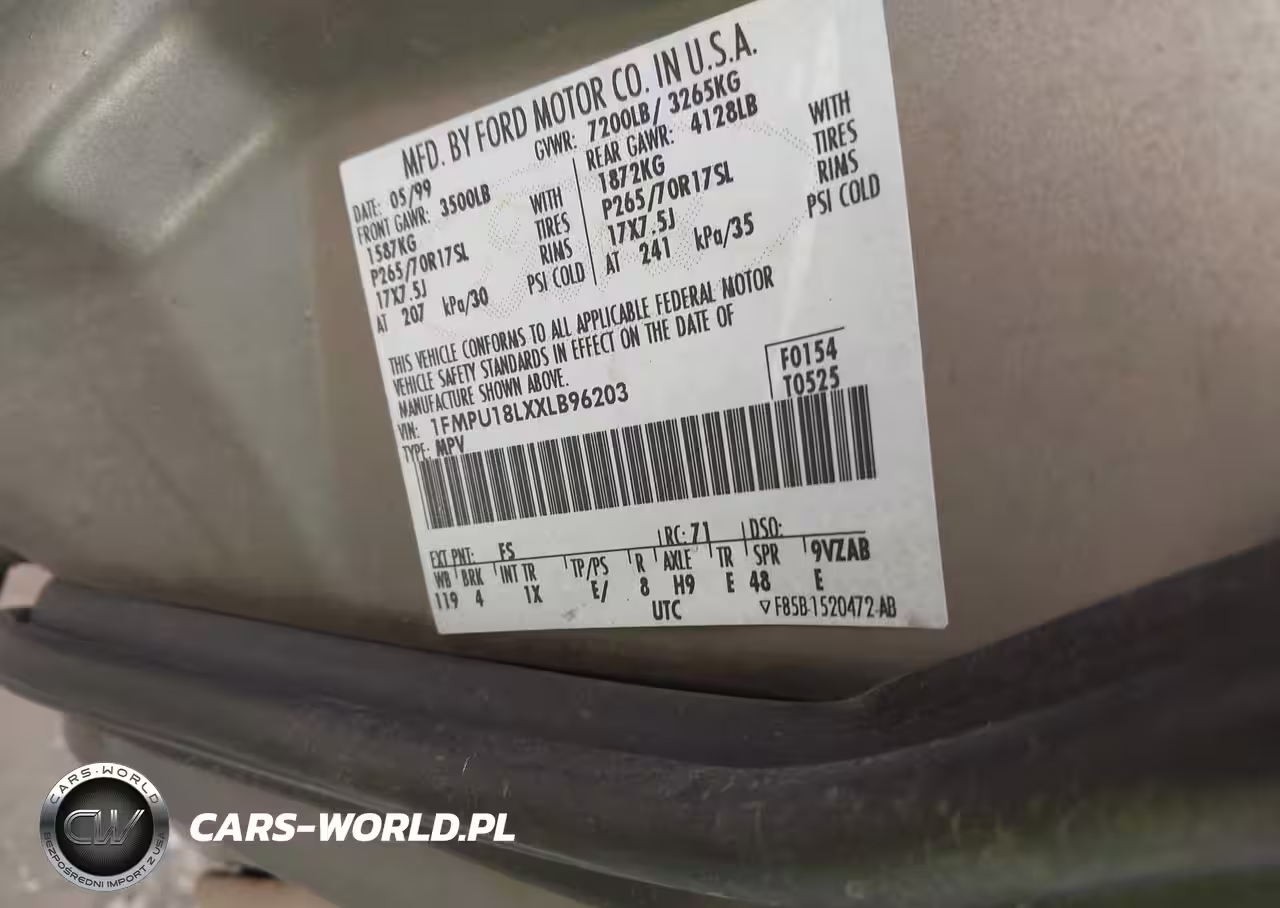 MFD. BY FORD MOTOR CO. IN U.S.A.
DATE: 05/99
GVWR: 7200LB/ 3265KG
FRONT GAWR: 3500LB
1587KG
WITH
P265/70R17SL
TIRES
17X7.5J
RIMS
AT 207 kPa/30 PSI COLD
REAR GAWR: 4128LB
1872KG
WITH
P265/70R17SL
TIRES
17X7.5J
RIMS
AT 241 kPa/35 PSI COLD
THIS VEHICLE CONFORMS TO ALL APPLICABLE FEDERAL MOTOR
VEHICLE SAFETY STANDARDS IN EFFECT ON THE DATE OF
MANUFACTURE SHOWN ABOVE.
F0154
T0525
VIN: 1FMPU18LXXLB96203
TYPE: MPV
EXT PNT: FS
RC: 71
DSO:
WB BRK INT TR TP/PS R AXLE TR SPR 9VZAB
119 4 1X E/ 8 H9 E 48 E
UTC
F85B-1520472-AB
CARS-WORLD
CW
BEZPOŚREDNI IMPORT Z USA
CARS-WORLD.PL